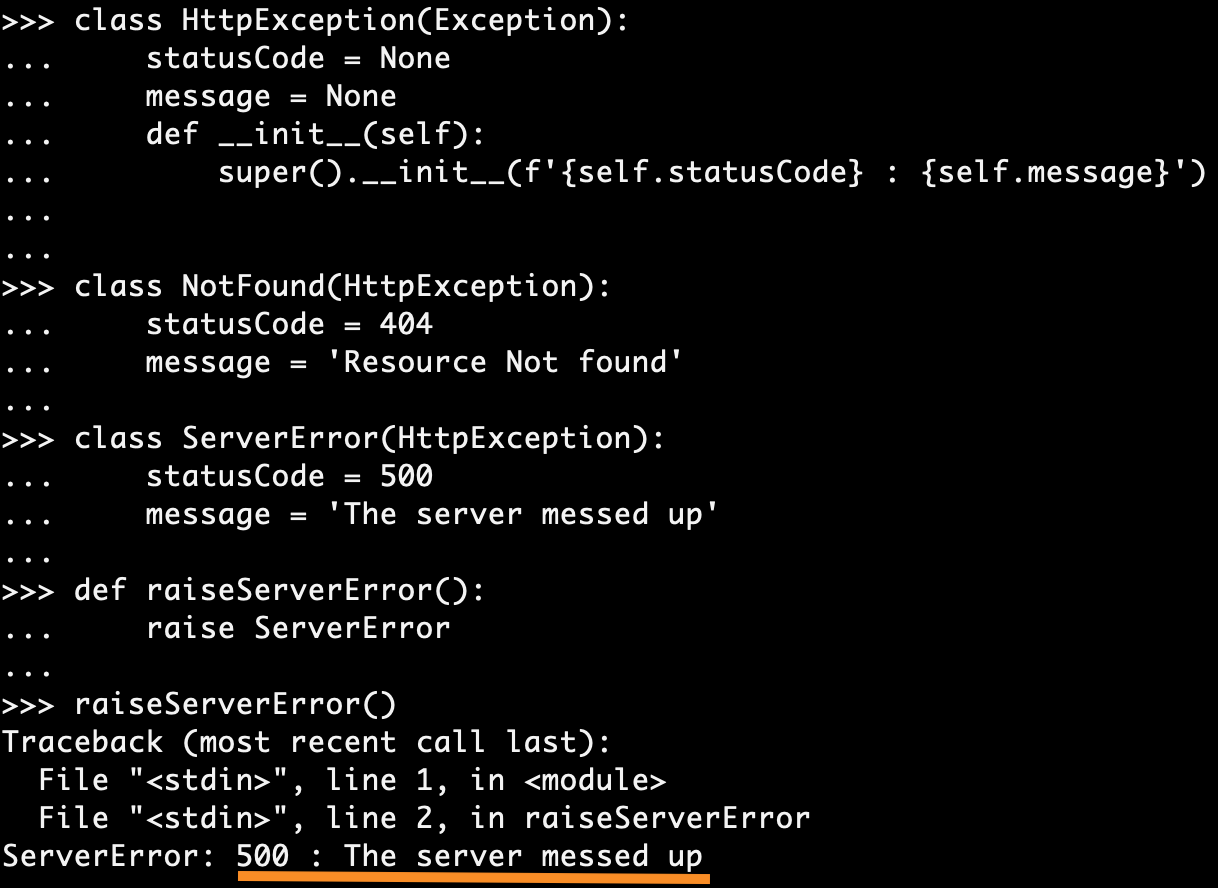 >>> class HttpException(Exception):
...     statusCode = None
...     message = None
...     def __init__(self):
...         super().__init__(f'{self.statusCode} : {self.message}')
...
...
>>> class NotFound(HttpException):
...     statusCode = 404
...     message = 'Resource Not found'
...
>>> class ServerError(HttpException):
...     statusCode = 500
...     message = 'The server messed up'
...
>>> def raiseServerError():
...     raise ServerError
...
>>> raiseServerError()
Traceback (most recent call last):
  File "<stdin>", line 1, in <module>
  File "<stdin>", line 2, in raiseServerError
ServerError: 500 : The server messed up